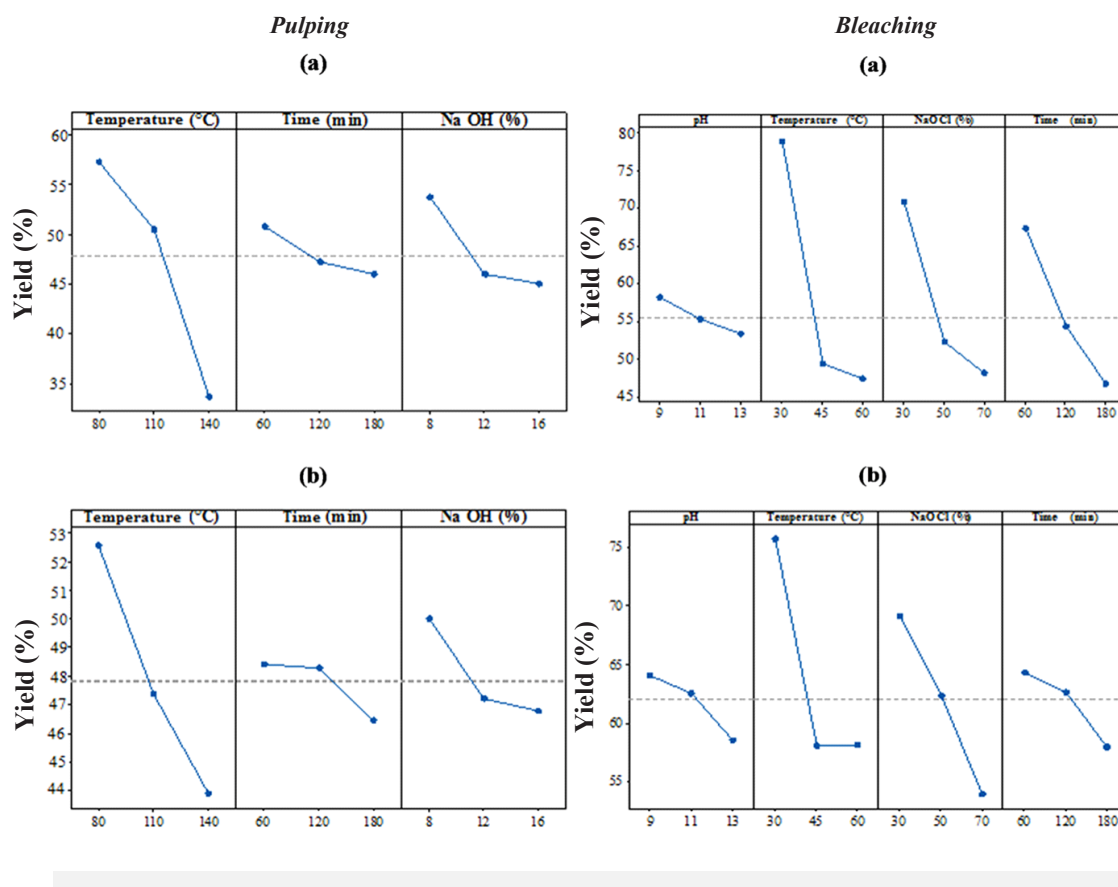 Pulping
Bleaching
(a)
(a)
Temperature (°C) Time (min) Na OH (%)
60
55
50
45
40
35
Yield (%)
80 110 140 60 120 180 8 12 16
pH Temperature (°C) NaOCl (%) Time (min)
80
75
70
65
60
55
50
45
Yield (%)
9 11 13 30 45 60 30 50 70 60 120 180
(b)
(b)
Temperature (°C) Time (min) Na OH (%)
53
52
51
50
49
48
47
46
45
44
Yield (%)
80 110 140 60 120 180 8 12 16
pH Temperature (°C) NaOCl (%) Time (min)
75
70
65
60
55
Yield (%)
9 11 13 30 45 60 30 50 70 60 120 180